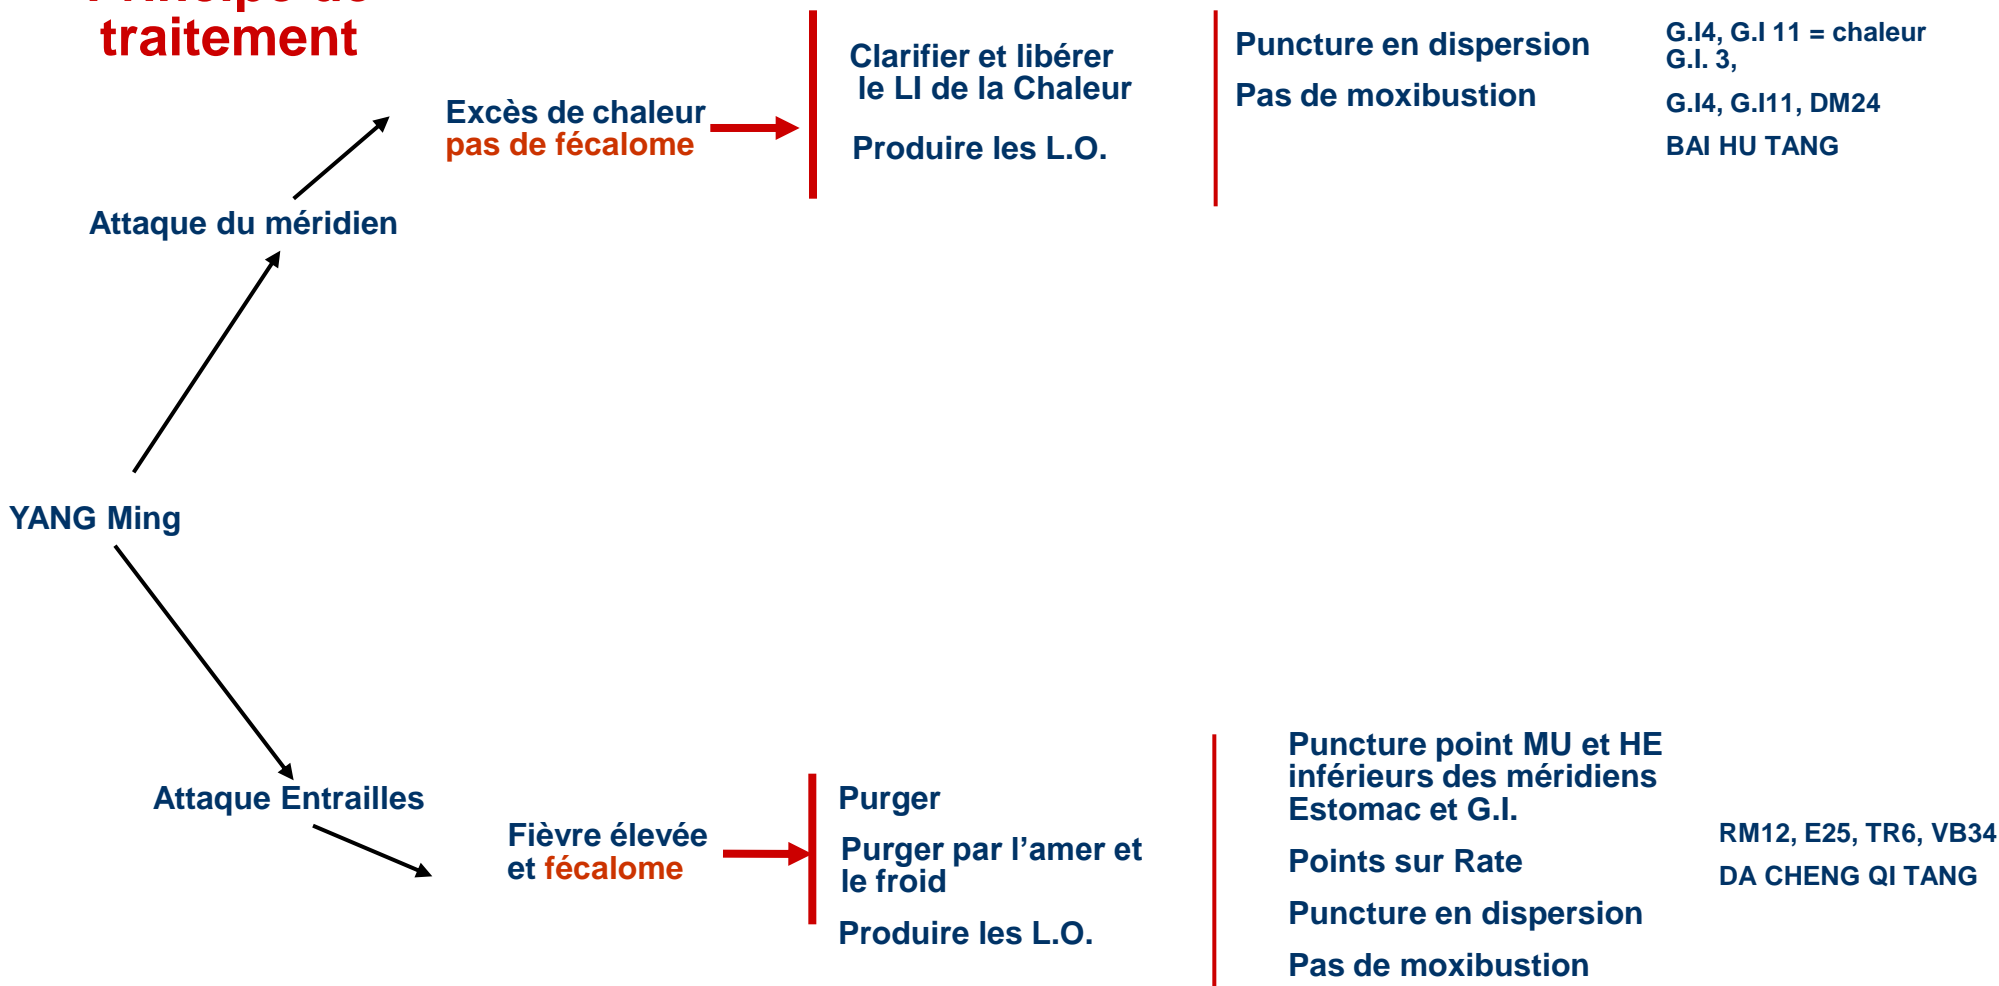 Principe de
traitement
Excès de chaleur
pas de fécalome
Clarifier et libérer
le LI de la Chaleur
Produire les L.O.
Puncture en dispersion
Pas de moxibustion
G.I4, G.I 11 = chaleur
G.I. 3,
G.I4, G.I11, DM24
BAI HU TANG
Attaque du méridien
YANG Ming
Attaque Entrailles
Fièvre élevée
et fécalome
Purger
Purger par l’amer et
le froid
Produire les L.O.
Puncture point MU et HE
inférieurs des méridiens
Estomac et G.I.
Points sur Rate
Puncture en dispersion
Pas de moxibustion
RM12, E25, TR6, VB34
DA CHENG QI TANG